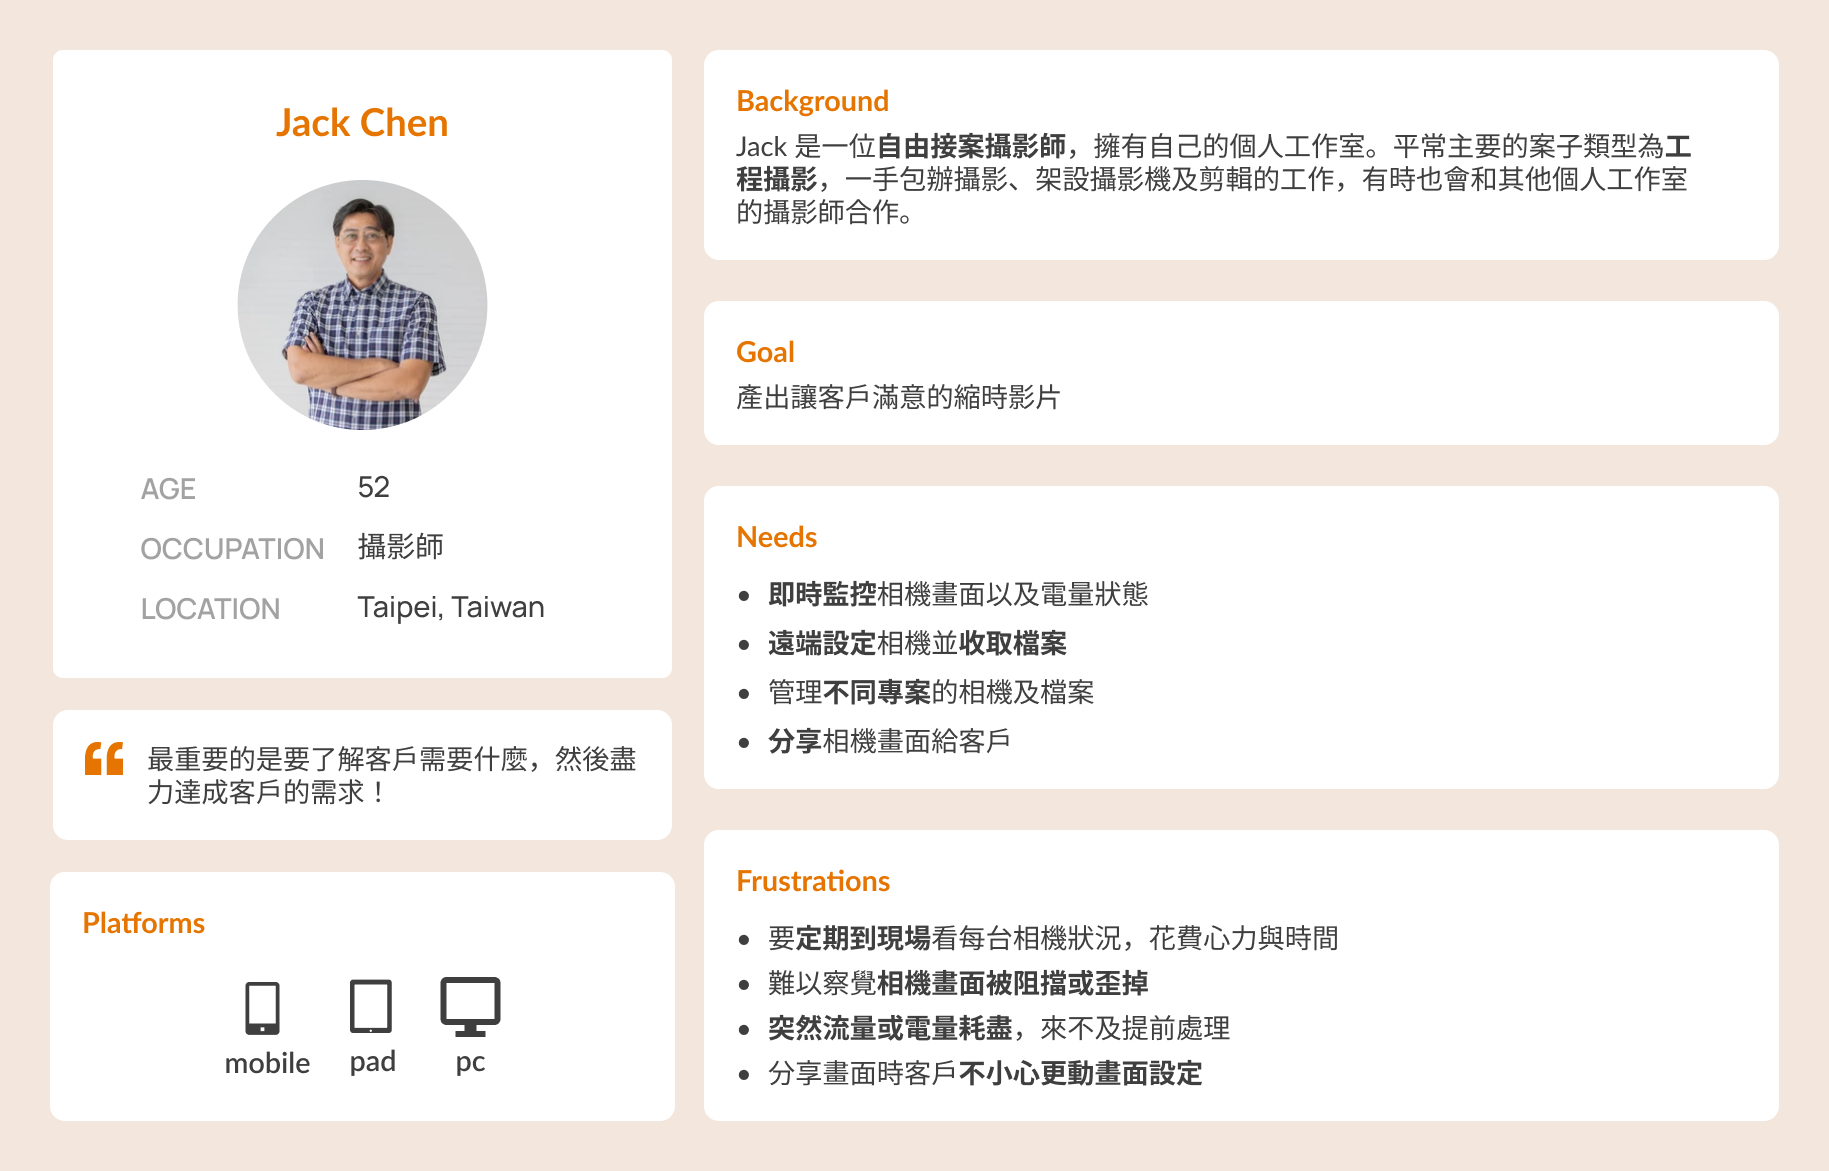 Jack Chen
AGE 52
OCCUPATION 攝影師
LOCATION Taipei, Taiwan
最重要的是要了解客戶需要什麼，然後盡
力達成客戶的需求！
Platforms
mobile pad pc
Background
Jack 是一位自由接案攝影師，擁有自己的個人工作室。平常主要的案子類型為工
程攝影，一手包辦攝影、架設攝影機及剪輯的工作，有時也會和其他個人工作室
的攝影師合作。
Goal
產出讓客戶滿意的縮時影片
Needs
• 即時監控相機畫面以及電量狀態
• 遠端設定相機並收取檔案
• 管理不同專案的相機及檔案
• 分享相機畫面給客戶
Frustrations
• 要定期到現場看每台相機狀況，花費心力與時間
• 難以察覺相機畫面被阻擋或歪掉
• 突然流量或電量耗盡，來不及提前處理
• 分享畫面時客戶不小心更動畫面設定